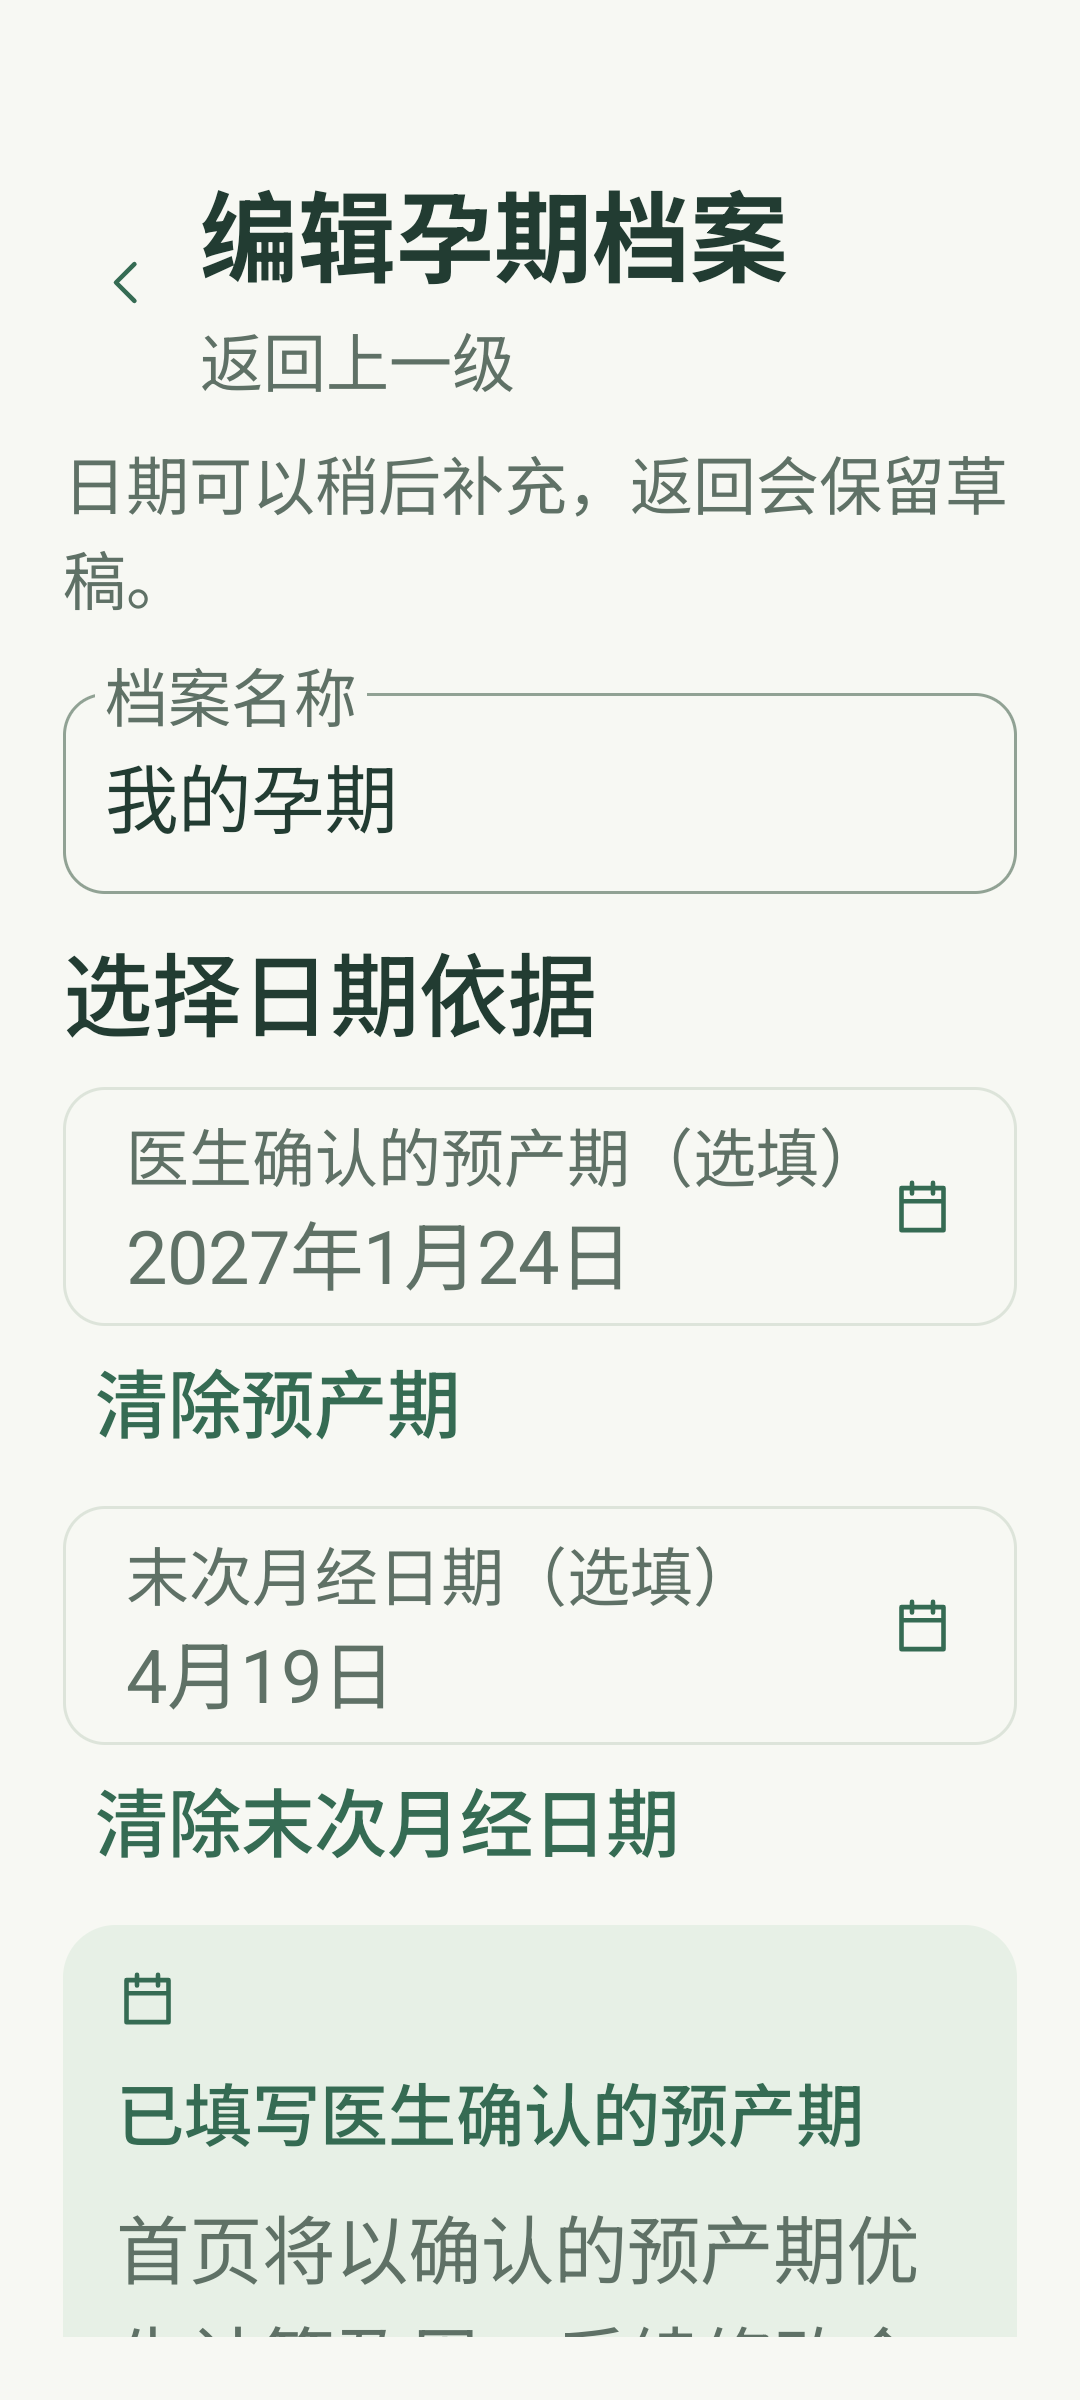 编辑孕期档案
返回上一级
日期可以稍后补充，返回会保留草
稿。
档案名称
我的孕期
选择日期依据
医生确认的预产期（选填）
2027年1月24日
清除预产期
末次月经日期（选填）
4月19日
清除末次月经日期
已填写医生确认的预产期
首页将以确认的预产期优